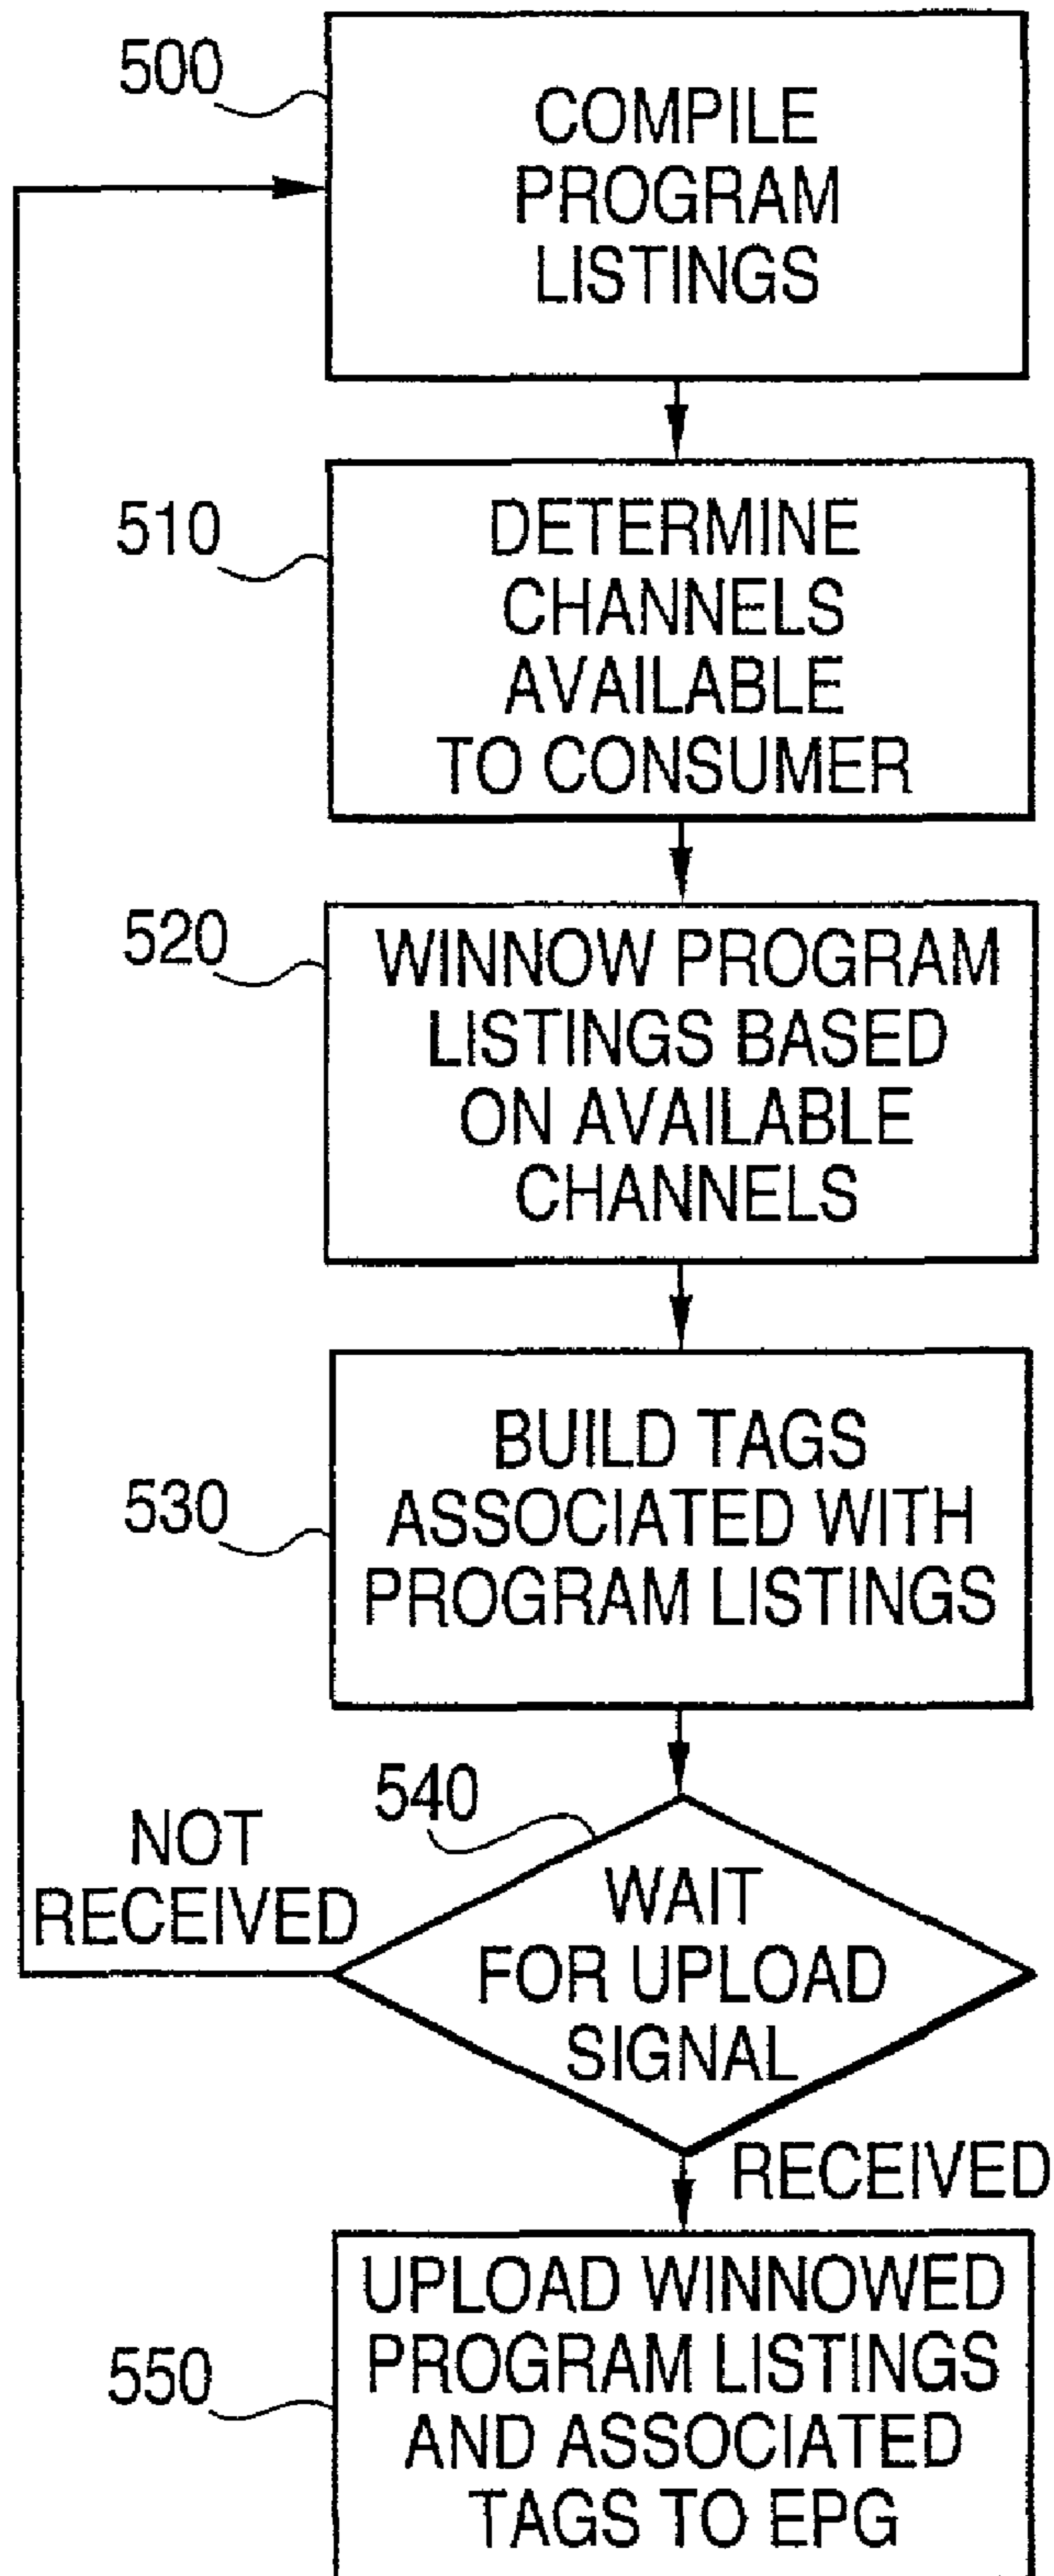 500
COMPILE
PROGRAM
LISTINGS
510
DETERMINE
CHANNELS
AVAILABLE
TO CONSUMER
520
WINNOW PROGRAM
LISTINGS BASED
ON AVAILABLE
CHANNELS
530
BUILD TAGS
ASSOCIATED WITH
PROGRAM LISTINGS
540
NOT
RECEIVED
WAIT
FOR UPLOAD
SIGNAL
RECEIVED
550
UPLOAD WINNOWED
PROGRAM LISTINGS
AND ASSOCIATED
TAGS TO EPG